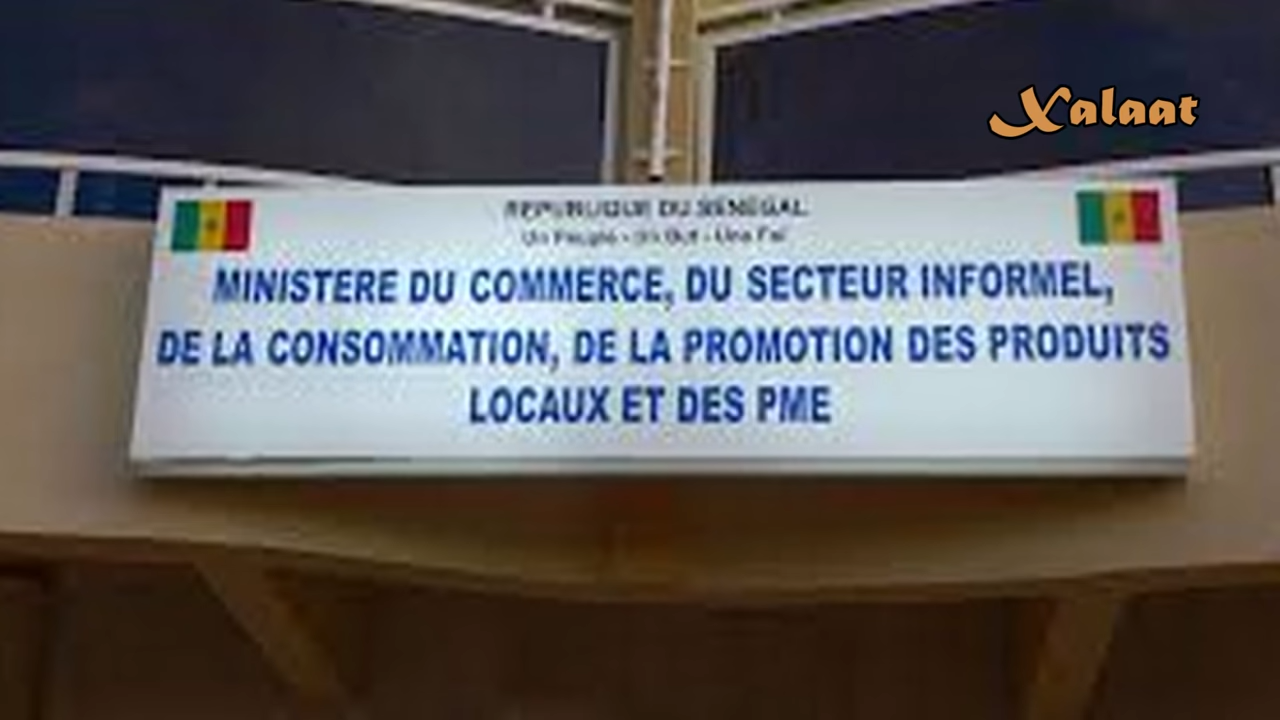 Xalaat
REPUBLIQUE DU SENEGAL
Un Peuple - Un But - Une Foi
MINISTERE DU COMMERCE, DU SECTEUR INFORMEL,
DE LA CONSOMMATION, DE LA PROMOTION DES PRODUITS
LOCAUX ET DES PME